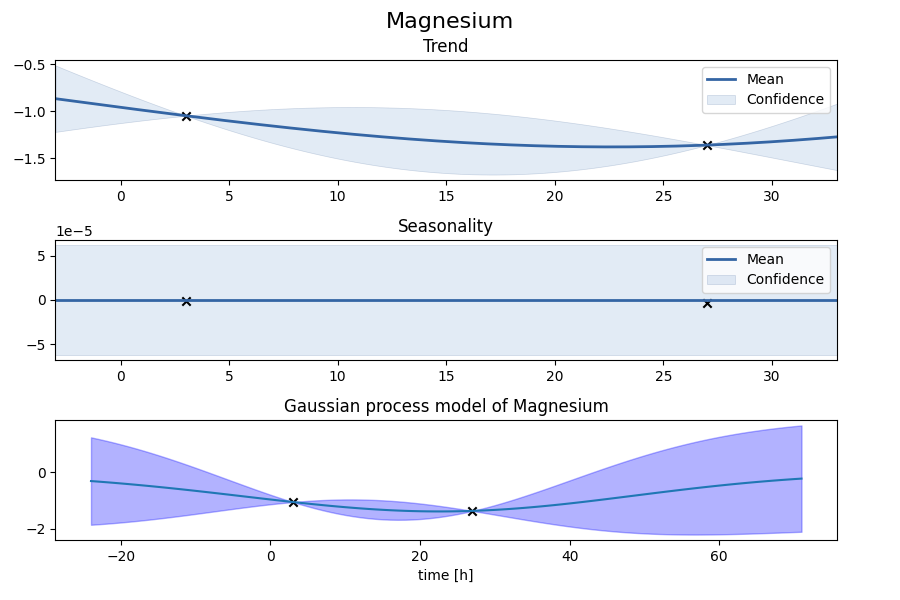 Magnesium
Trend
−0.5
−1.0
−1.5
Mean
Confidence
0 5 10 15 20 25 30
Seasonality
1e−5
5
0
−5
Mean
Confidence
0 5 10 15 20 25 30
Gaussian process model of Magnesium
0
−2
−20 0 20 40 60
time [h]